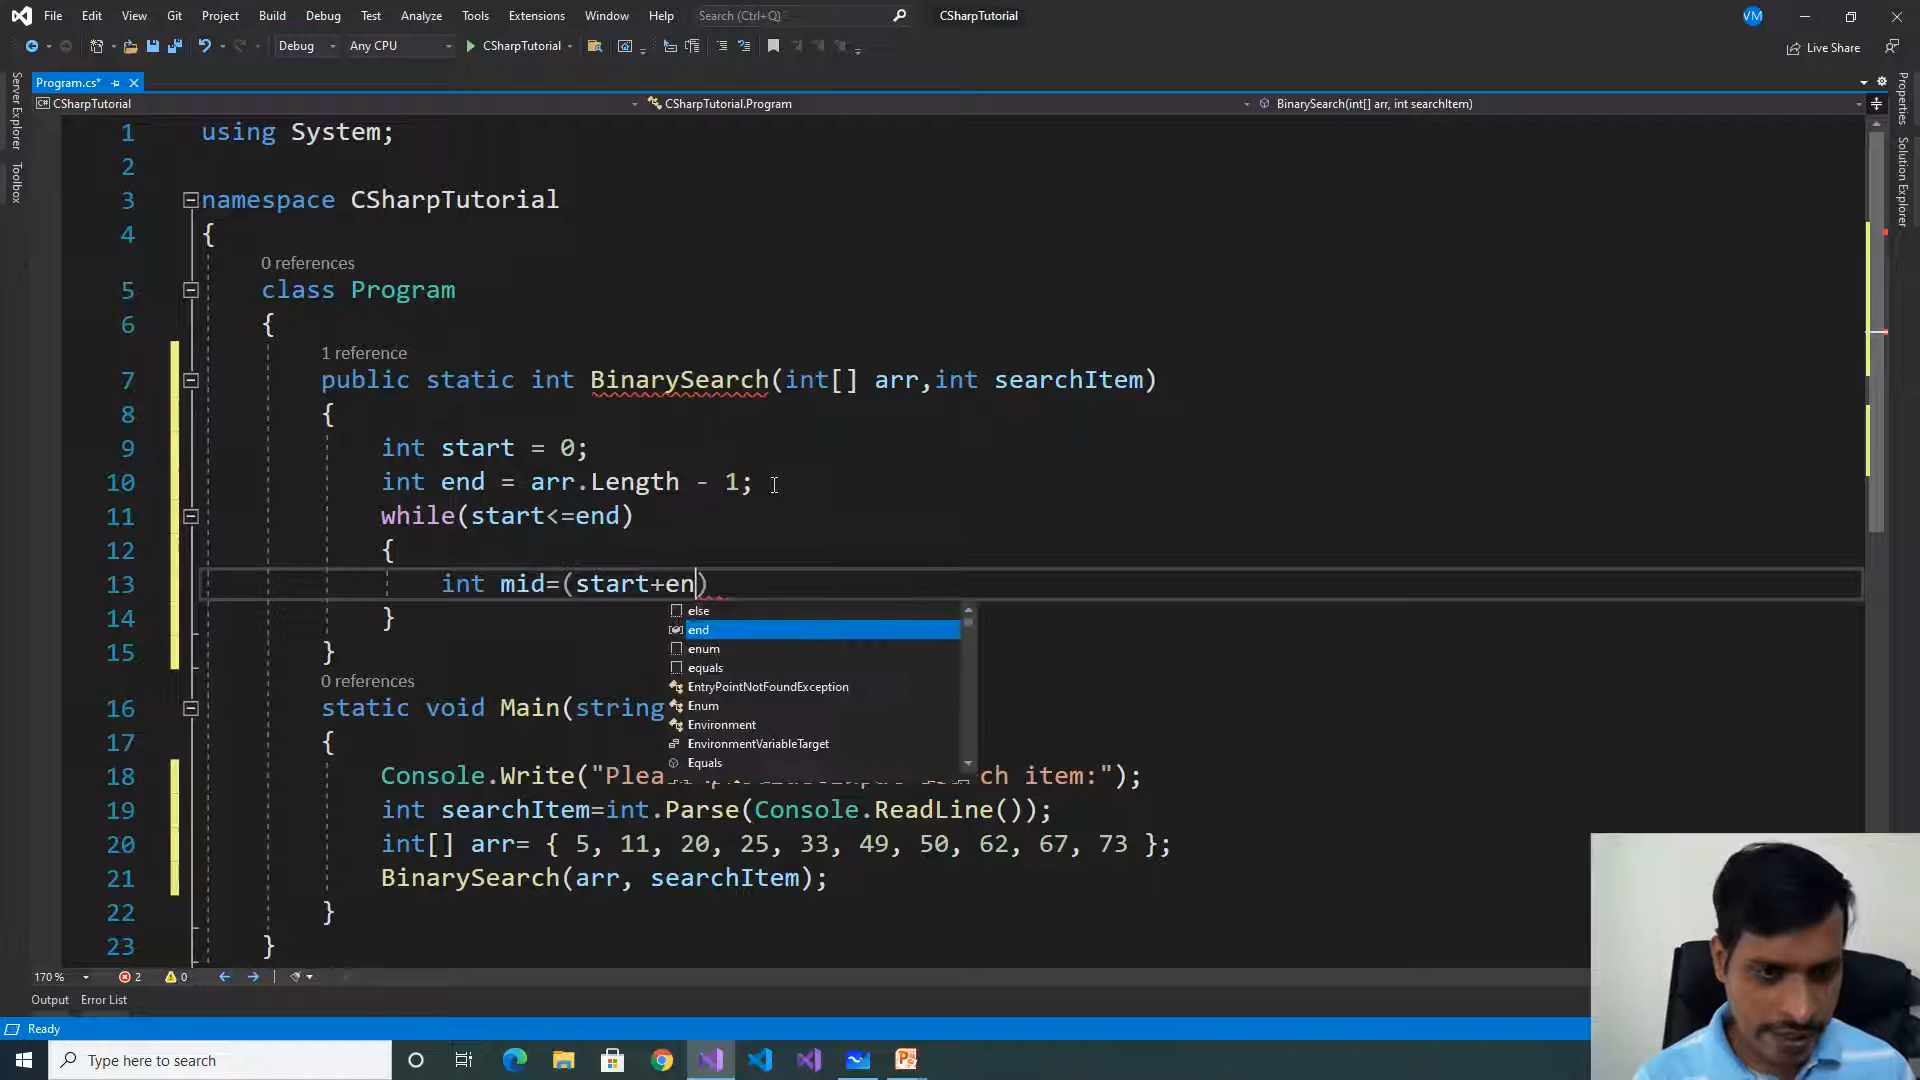 File Edit View Git Project Build Debug Test Analyze Tools Extensions Window Help Search (Ctrl+Q) CSharpTutorial VM
Debug Any CPU CSharpTutorial Live Share
Program.cs*
CSharpTutorial CSharpTutorial.Program BinarySearch(int[] arr, int searchItem)
Server Explorer
Toolbox
Properties
Solution Explorer
1 using System;
2
3 namespace CSharpTutorial
4 {
0 references
5 class Program
6 {
1 reference
7 public static int BinarySearch(int[] arr,int searchItem)
8 {
9 int start = 0;
10 int end = arr.Length - 1;
11 while(start<=end)
12 {
13 int mid=(start+en)
else
end
enum
equals
EntryPointNotFoundException
Enum
Environment
EnvironmentVariableTarget
Equals
14 }
15 }
0 references
16 static void Main(string
17 {
18 Console.Write("Plea ch item:");
19 int searchItem=int.Parse(Console.ReadLine());
20 int[] arr= { 5, 11, 20, 25, 33, 49, 50, 62, 67, 73 };
21 BinarySearch(arr, searchItem);
22 }
23 }
170 % 2 0
Output Error List
Ready
Type here to search